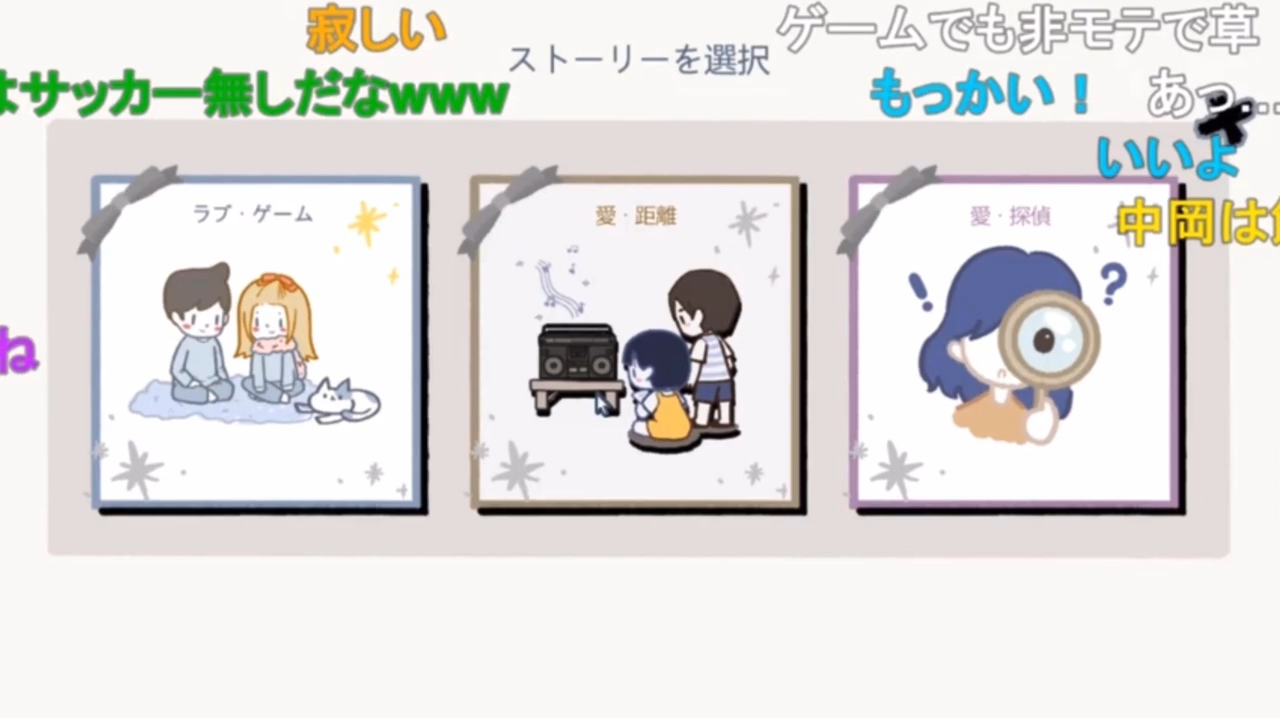 寂しい
ゲームでも非モテで草
ストーリーを選択
よサッカー無しだなwww
もっかい！
あっ…
いいよ
ラブ・ゲーム
愛・距離
愛・探偵
中岡は
!
?
ね